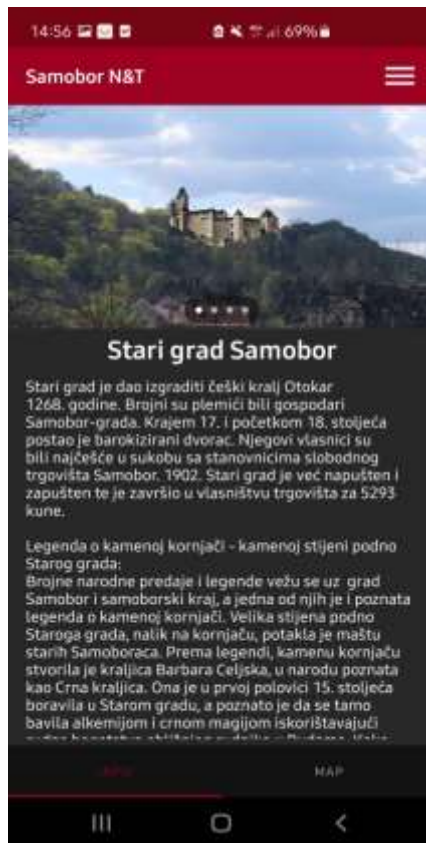 14:56
69%
Samobor N&T
Stari grad Samobor
Stari grad je dao izgraditi češki kralj Otokar
1268. godine. Brojni su plemići bili gospodari
Samobor-grada. Krajem 17. i početkom 18. stoljeća
postao je barokizirani dvorac. Njegovi vlasnici su
bili najčešće u sukobu sa stanovnicima slobodnog
trgovišta Samobor. 1902. Stari grad je već napušten i
zapušten te je završio u vlasništvu trgovišta za 5293
kune.
Legenda o kamenoj kornjači - kamenoj stijeni podno
Starog grada:
Brojne narodne predaje i legende vežu se uz grad
Samobor i samoborski kraj, a jedna od njih je i poznata
legenda o kamenoj kornjači. Velika stijena podno
Staroga grada, nalik na kornjaču, potakla je maštu
starih Samoboraca. Prema legendi, kamenu kornjaču
stvorila je kraljica Barbara Celjska, u narodu poznata
kao Crna kraljica. Ona je u prvoj polovici 15. stoljeća
boravila u Starom gradu, a poznato je da se tamo
bavila alkemijom i crnom magijom iskorištavajući
INFO
MAP